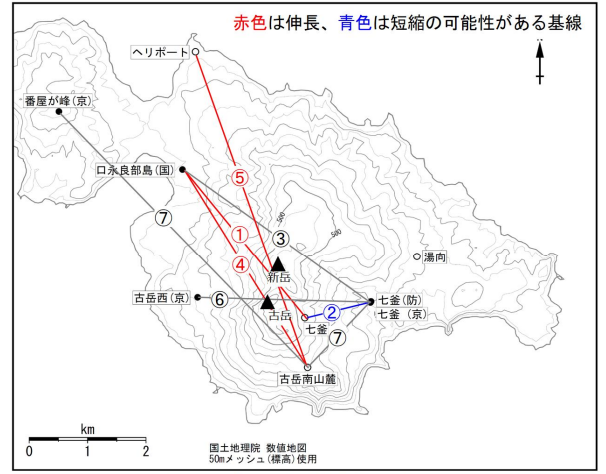 赤色は伸長、青色は短縮の可能性がある基線
ヘリポート
番屋が峰(京)
口永良部島(国)
⑤
⑦
①
③
500
500
④
新岳
湯向
古岳西(京)
⑥
古岳
七釜
②
七釜(防)
七釜(京)
⑦
古岳南山麓
km
0 1 2
国土地理院 数値地図
50mメッシュ(標高)使用